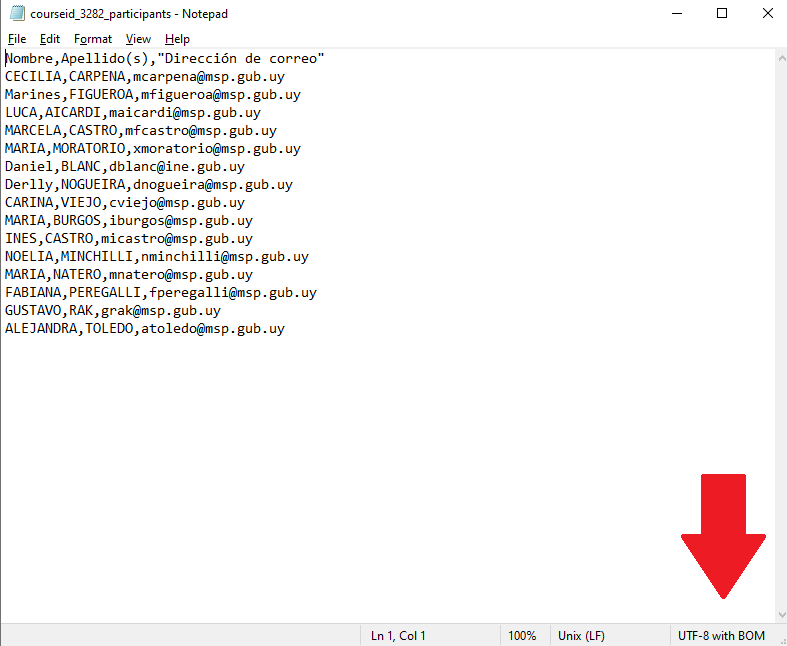 courseid_3282_participants - Notepad
File Edit Format View Help
Nombre,Apellido(s),"Dirección de correo"
CECILIA,CARPENA,mcarpena@msp.gub.uy
Marines,FIGUEROA,mfigueroa@msp.gub.uy
LUCA,AICARDI,maicardi@msp.gub.uy
MARCELA,CASTRO,mfcastro@msp.gub.uy
MARIA,MORATORIO,xmoratorio@msp.gub.uy
Daniel,BLANC,dblanc@ine.gub.uy
Derlly,NOGUEIRA,dnogueira@msp.gub.uy
CARINA,VIEJO,cviejo@msp.gub.uy
MARIA,BURGOS,iburgos@msp.gub.uy
INES,CASTRO,micastro@msp.gub.uy
NOELIA,MINCHILLI,nminchilli@msp.gub.uy
MARIA,NATERO,mnatero@msp.gub.uy
FABIANA,PEREGALLI,fperegalli@msp.gub.uy
GUSTAVO,RAK,grak@msp.gub.uy
ALEJANDRA,TOLEDO,atoledo@msp.gub.uy
Ln 1, Col 1 100% Unix (LF) UTF-8 with BOM